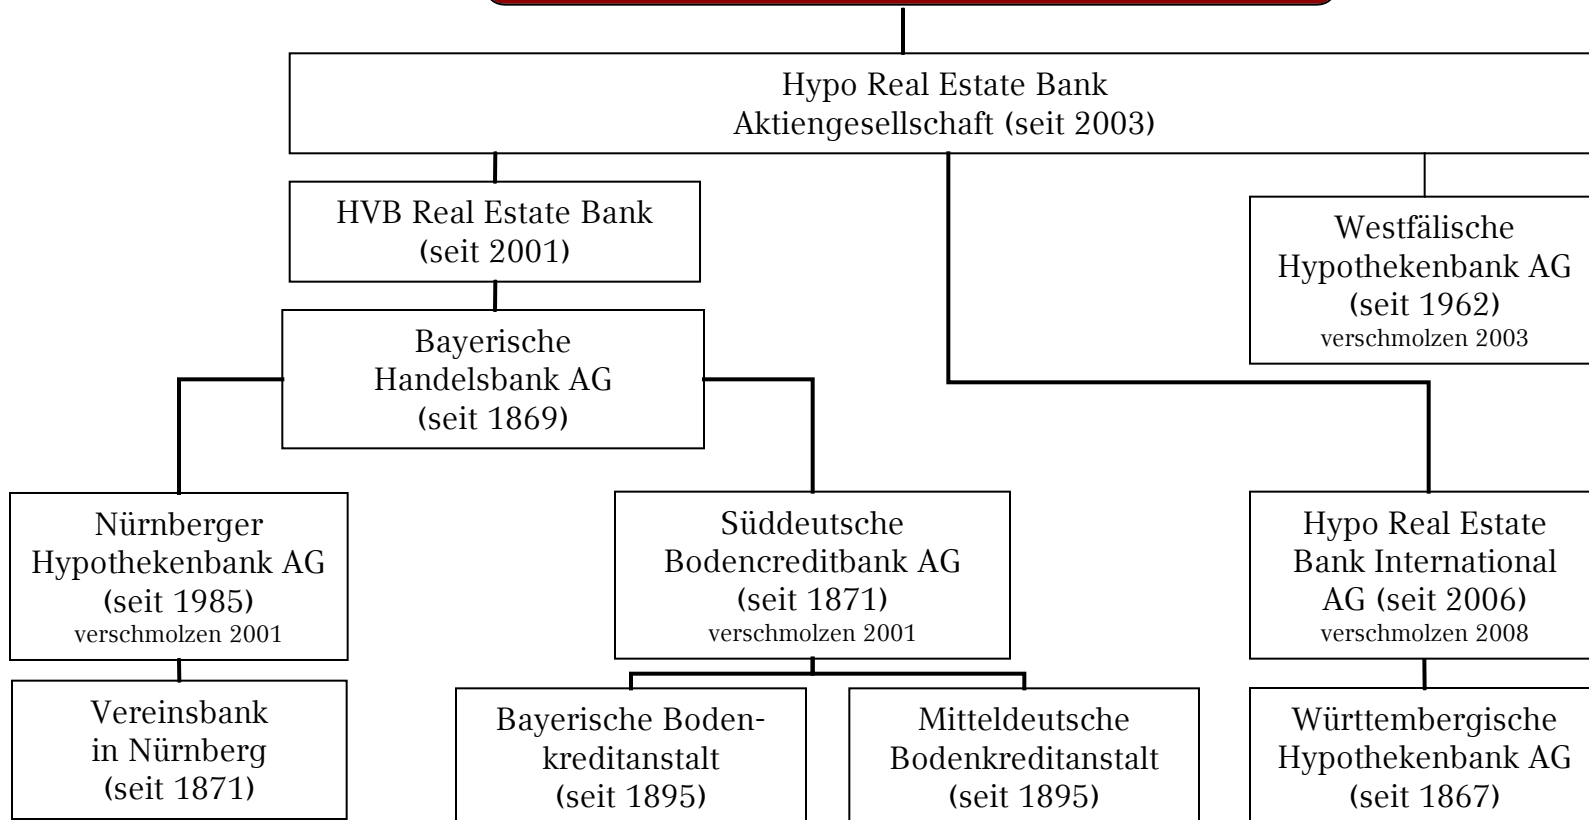 Hypo Real Estate Bank
Aktiengesellschaft (seit 2003)
HVB Real Estate Bank
(seit 2001)
Westfälische
Hypothekenbank AG
(seit 1962)
verschmolzen 2003
Bayerische
Handelsbank AG
(seit 1869)
Nürnberger
Hypothekenbank AG
(seit 1985)
verschmolzen 2001
Süddeutsche
Bodencreditbank AG
(seit 1871)
verschmolzen 2001
Hypo Real Estate
Bank International
AG (seit 2006)
verschmolzen 2008
Vereinsbank
in Nürnberg
(seit 1871)
Bayerische Boden-
kreditanstalt
(seit 1895)
Mitteldeutsche
Bodenkreditanstalt
(seit 1895)
Württembergische
Hypothekenbank AG
(seit 1867)